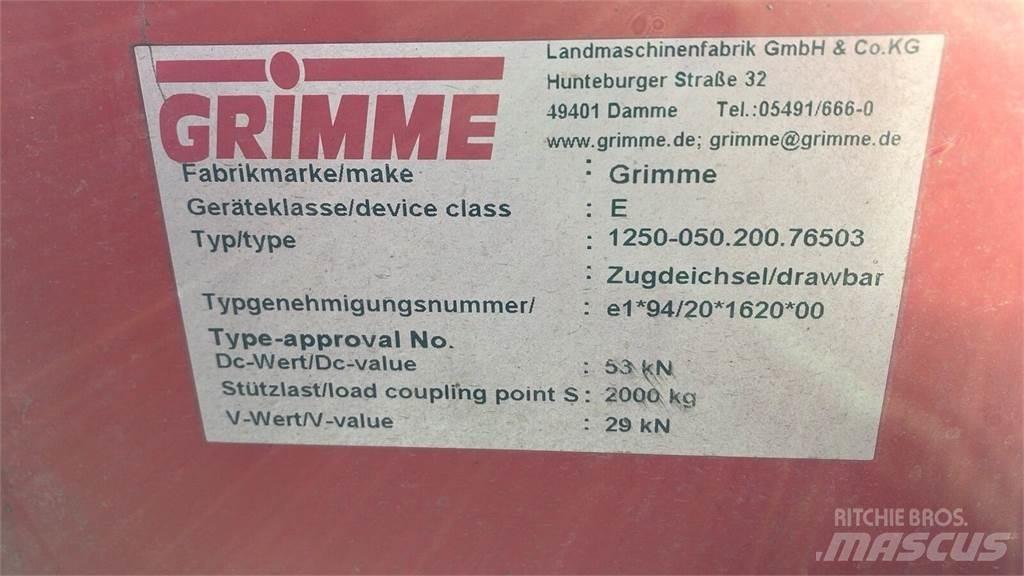 GRIMME
Landmaschinenfabrik GmbH & Co.KG
Hunteburger Straße 32
49401 Damme Tel.:05491/666-0
www.grimme.de; grimme@grimme.de
Fabrikmarke/make : Grimme
Geräteklasse/device class : E
Typ/type : 1250-050.200.76503
: Zugdeichsel/drawbar
Typgenehmigungsnummer/ : e1*94/20*1620*00
Type-approval No.
Dc-Wert/Dc-value : 53 kN
Stützlast/load coupling point S : 2000 kg
V-Wert/V-value : 29 kN
RITCHIE BROS.
MASCUS